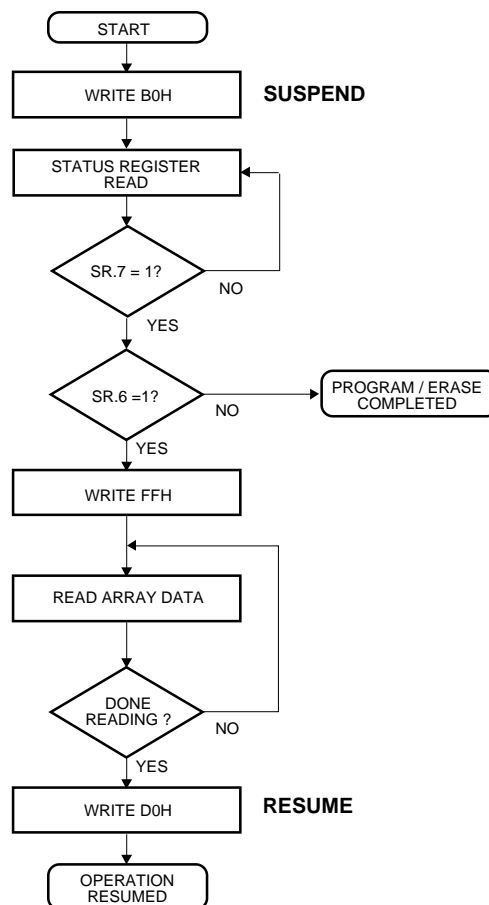 START
WRITE B0H
SUSPEND
STATUS REGISTER
READ
SR.7 = 1?
NO
YES
SR.6 =1?
NO
PROGRAM / ERASE
COMPLETED
YES
WRITE FFH
READ ARRAY DATA
DONE
READING ?
NO
YES
WRITE D0H
RESUME
OPERATION
RESUMED